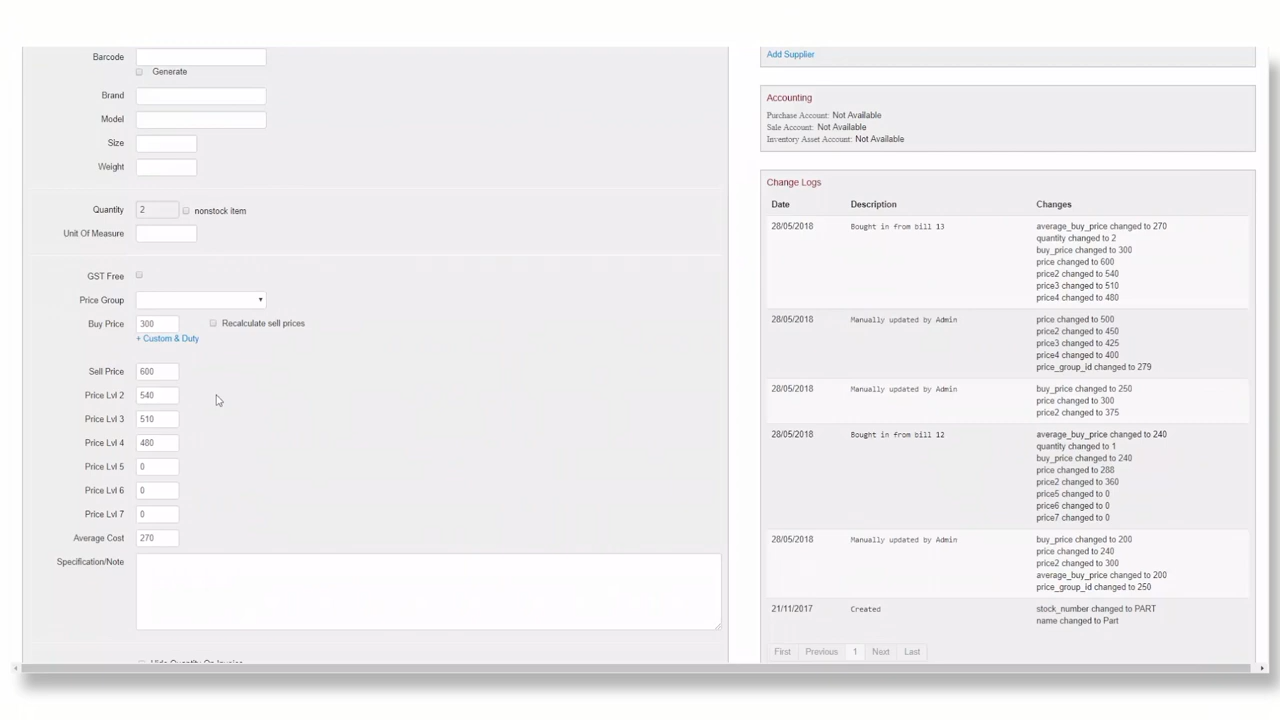 Barcode
Generate
Brand
Model
Size
Weight
Quantity 2 nonstock item
Unit Of Measure
GST Free
Price Group
Buy Price 300 Recalculate sell prices
+ Custom & Duty
Sell Price 600
Price Lvl 2 540
Price Lvl 3 510
Price Lvl 4 480
Price Lvl 5 0
Price Lvl 6 0
Price Lvl 7 0
Average Cost 270
Specification/Note
Hide Quantity On Invoice
Add Supplier
Accounting
Purchase Account: Not Available
Sale Account: Not Available
Inventory Asset Account: Not Available
Change Logs
Date Description Changes
28/05/2018 Bought in from bill 13 average_buy_price changed to 270
quantity changed to 2
buy_price changed to 300
price changed to 600
price2 changed to 540
price3 changed to 510
price4 changed to 480
28/05/2018 Manually updated by Admin price changed to 500
price2 changed to 450
price3 changed to 425
price4 changed to 400
price_group_id changed to 279
28/05/2018 Manually updated by Admin buy_price changed to 250
price changed to 300
price2 changed to 375
28/05/2018 Bought in from bill 12 average_buy_price changed to 240
quantity changed to 1
buy_price changed to 240
price changed to 288
price2 changed to 360
price5 changed to 0
price6 changed to 0
price7 changed to 0
28/05/2018 Manually updated by Admin buy_price changed to 200
price changed to 240
price2 changed to 300
average_buy_price changed to 200
price_group_id changed to 250
21/11/2017 Created stock_number changed to PART
name changed to Part
First Previous 1 Next Last